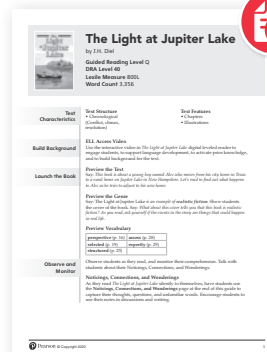 The Light at Jupiter Lake
by J.H. Diel
Guided Reading Level Q
DRA Level 40
Lexile Measure 800L
Word Count 3,356
The Light
at Jupiter
Lake
Text
Characteristics
Text Structure
• Chronological
(Conflict, climax,
resolution)
Text Features
• Chapters
• Illustrations
Build Background
ELL Access Video
Use the interactive video in The Light at Jupiter Lake digital leveled reader to
engage students, to support language development, to activate prior knowledge,
and to build background for the text.
Launch the Book
Preview the Text
Say: This book is about a young boy named Alex who moves from his city home in Texas
to a rural home on Jupiter Lake in New Hampshire. Let's read to find out what happens
to Alex as he tries to adjust to his new home.
Preview the Genre
Say: The Light at Jupiter Lake is an example of realistic fiction. Show students
the cover of the book. Say: What about this cover tells you that this book is realistic
fiction? As you read, ask yourself if the events in the story are things that could happen
in real life.
Preview Vocabulary
perspective (p. 16) assess (p. 28)
selected (p. 19) expertly (p. 29)
structured (p. 25)
Observe and
Monitor
Observe students as they read, and monitor their comprehension. Talk with
students about their Noticings, Connections, and Wonderings.
Noticings, Connections, and Wonderings
As they read The Light at Jupiter Lake silently to themselves, have students use
the Noticings, Connections, and Wonderings page at the end of this guide to
capture their thoughts, questions, and unfamiliar words. Encourage students to
use their notes in discussions and writing.
Pearson © Copyright 2020
1